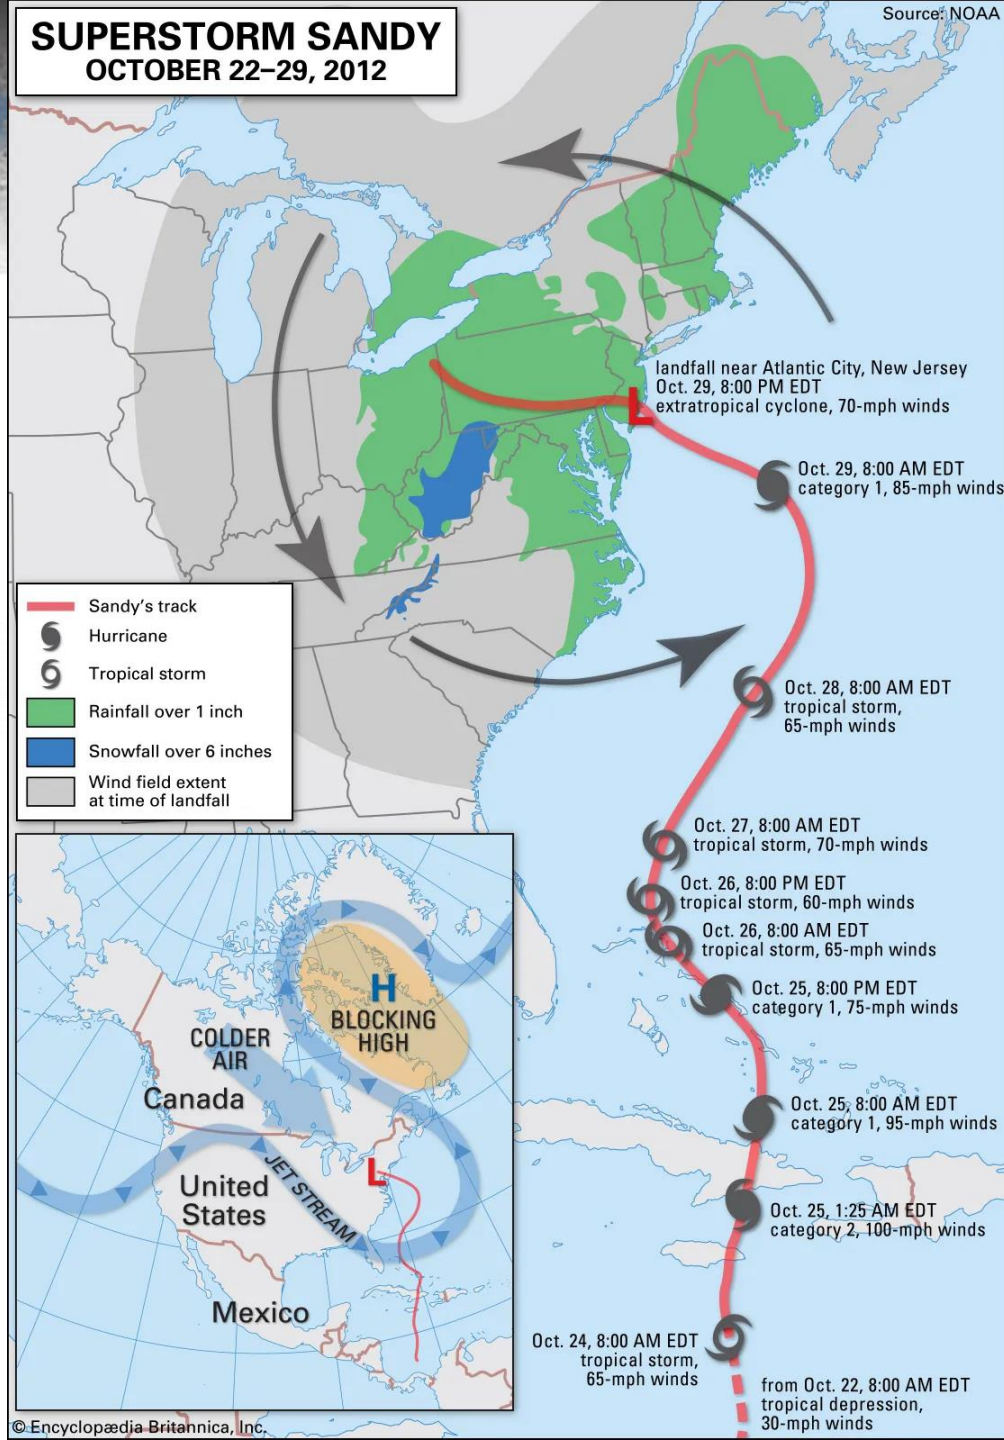 SUPERSTORM SANDY
OCTOBER 22–29, 2012
Source: NOAA
landfall near Atlantic City, New Jersey
Oct. 29, 8:00 PM EDT
extratropical cyclone, 70-mph winds
L
Oct. 29, 8:00 AM EDT
category 1, 85-mph winds
Sandy's track
Hurricane
Tropical storm
Rainfall over 1 inch
Snowfall over 6 inches
Wind field extent
at time of landfall
Oct. 28, 8:00 AM EDT
tropical storm,
65-mph winds
Oct. 27, 8:00 AM EDT
tropical storm, 70-mph winds
Oct. 26, 8:00 PM EDT
tropical storm, 60-mph winds
Oct. 26, 8:00 AM EDT
tropical storm, 65-mph winds
Oct. 25, 8:00 PM EDT
category 1, 75-mph winds
Oct. 25, 8:00 AM EDT
category 1, 95-mph winds
Oct. 25, 1:25 AM EDT
category 2, 100-mph winds
Oct. 24, 8:00 AM EDT
tropical storm,
65-mph winds
from Oct. 22, 8:00 AM EDT
tropical depression,
30-mph winds
H
BLOCKING
HIGH
COLDER
AIR
Canada
L
JET STREAM
United
States
Mexico
© Encyclopædia Britannica, Inc.